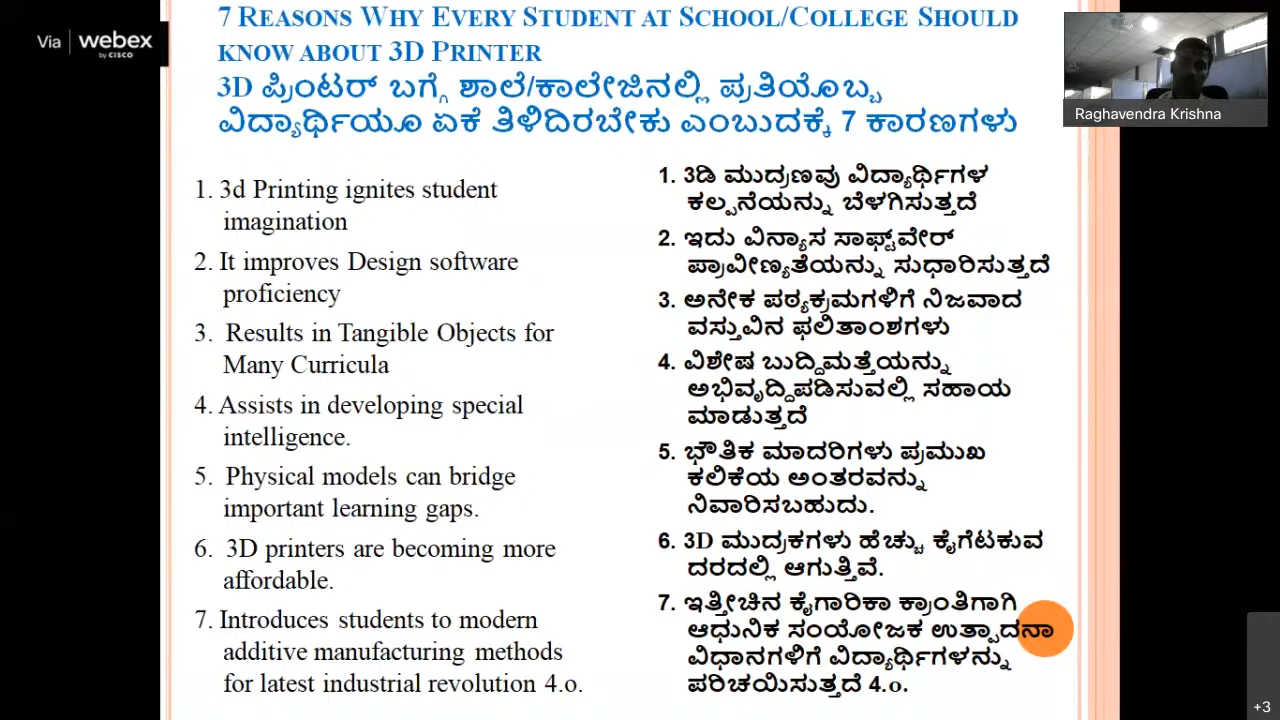 Via webex
by CISCO
7 REASONS WHY EVERY STUDENT AT SCHOOL/COLLEGE SHOULD
KNOW ABOUT 3D PRINTER
3D ಪ್ರಿಂಟರ್ ಬಗ್ಗೆ ಶಾಲೆ/ಕಾಲೇಜಿನಲ್ಲಿ ಪ್ರತಿಯೊಬ್ಬ
ವಿದ್ಯಾರ್ಥಿಯೂ ಏಕೆ ತಿಳಿದಿರಬೇಕು ಎಂಬುದಕ್ಕೆ 7 ಕಾರಣಗಳು
Raghavendra Krishna
1. 3d Printing ignites student
imagination
2. It improves Design software
proficiency
3. Results in Tangible Objects for
Many Curricula
4. Assists in developing special
intelligence.
5. Physical models can bridge
important learning gaps.
6. 3D printers are becoming more
affordable.
7. Introduces students to modern
additive manufacturing methods
for latest industrial revolution 4.0.
1. 3ಡಿ ಮುದ್ರಣವು ವಿದ್ಯಾರ್ಥಿಗಳ
ಕಲ್ಪನೆಯನ್ನು ಬೆಳಗಿಸುತ್ತದೆ
2. ಇದು ವಿನ್ಯಾಸ ಸಾಫ್ಟ್‌ವೇರ್
ಪ್ರಾವೀಣ್ಯತೆಯನ್ನು ಸುಧಾರಿಸುತ್ತದೆ
3. ಅನೇಕ ಪಠ್ಯಕ್ರಮಗಳಿಗೆ ನಿಜವಾದ
ವಸ್ತುವಿನ ಫಲಿತಾಂಶಗಳು
4. ವಿಶೇಷ ಬುದ್ಧಿಮತ್ತೆಯನ್ನು
ಅಭಿವೃದ್ಧಿಪಡಿಸುವಲ್ಲಿ ಸಹಾಯ
ಮಾಡುತ್ತದೆ
5. ಭೌತಿಕ ಮಾದರಿಗಳು ಪ್ರಮುಖ
ಕಲಿಕೆಯ ಅಂತರವನ್ನು
ನಿವಾರಿಸಬಹುದು.
6. 3D ಮುದ್ರಕಗಳು ಹೆಚ್ಚು ಕೈಗೆಟಕುವ
ದರದಲ್ಲಿ ಆಗುತ್ತಿವೆ.
7. ಇತ್ತೀಚಿನ ಕೈಗಾರಿಕಾ ಕ್ರಾಂತಿಗಾಗಿ
ಆಧುನಿಕ ಸಂಯೋಜಕ ಉತ್ಪಾದನಾ
ವಿಧಾನಗಳಿಗೆ ವಿದ್ಯಾರ್ಥಿಗಳನ್ನು
ಪರಿಚಯಿಸುತ್ತದೆ 4.0.
+3